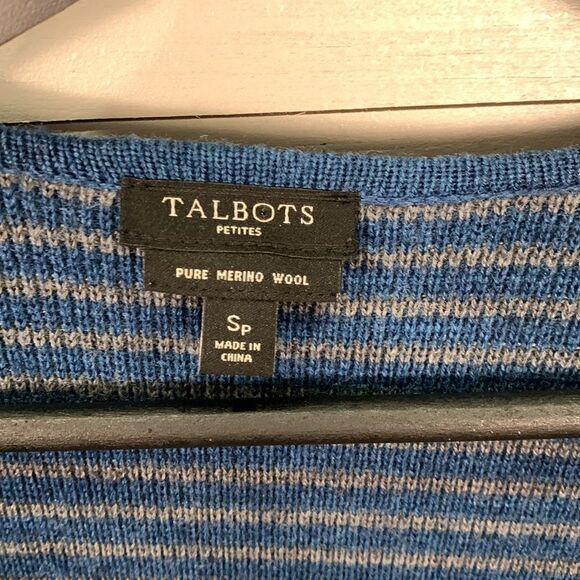 TALBOTS
PETITES
PURE MERINO WOOL
SP
MADE IN
CHINA